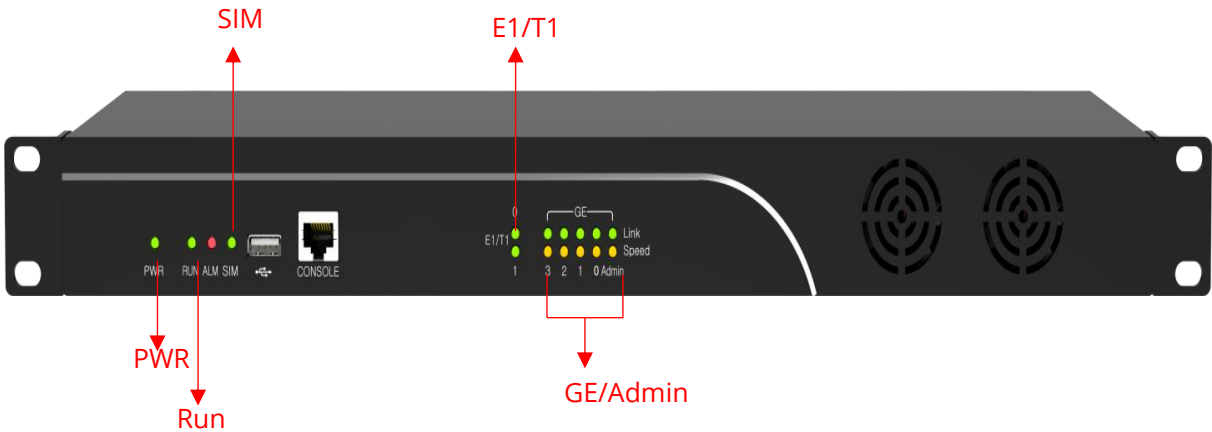 SIM
E1/T1
0
GE
E1/T1
Link
Speed
PWR RUN ALM SIM CONSOLE
1 3 2 1 0 Admin
PWR
GE/Admin
Run